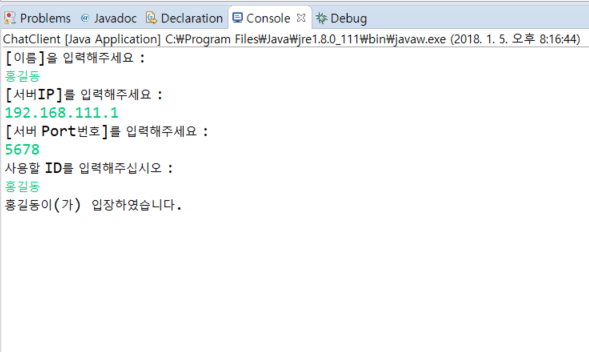 Problems Javadoc Declaration Console Debug
ChatClient [Java Application] C:₩Program Files₩Java₩jre1.8.0_111₩bin₩javaw.exe (2018. 1. 5. 오후 8:16:44)
[이름]을 입력해주세요 :
홍길동
[서버IP]를 입력해주세요 :
192.168.111.1
[서버 Port번호]를 입력해주세요 :
5678
사용할 ID를 입력해주십시오 :
홍길동
홍길동이(가) 입장하였습니다.